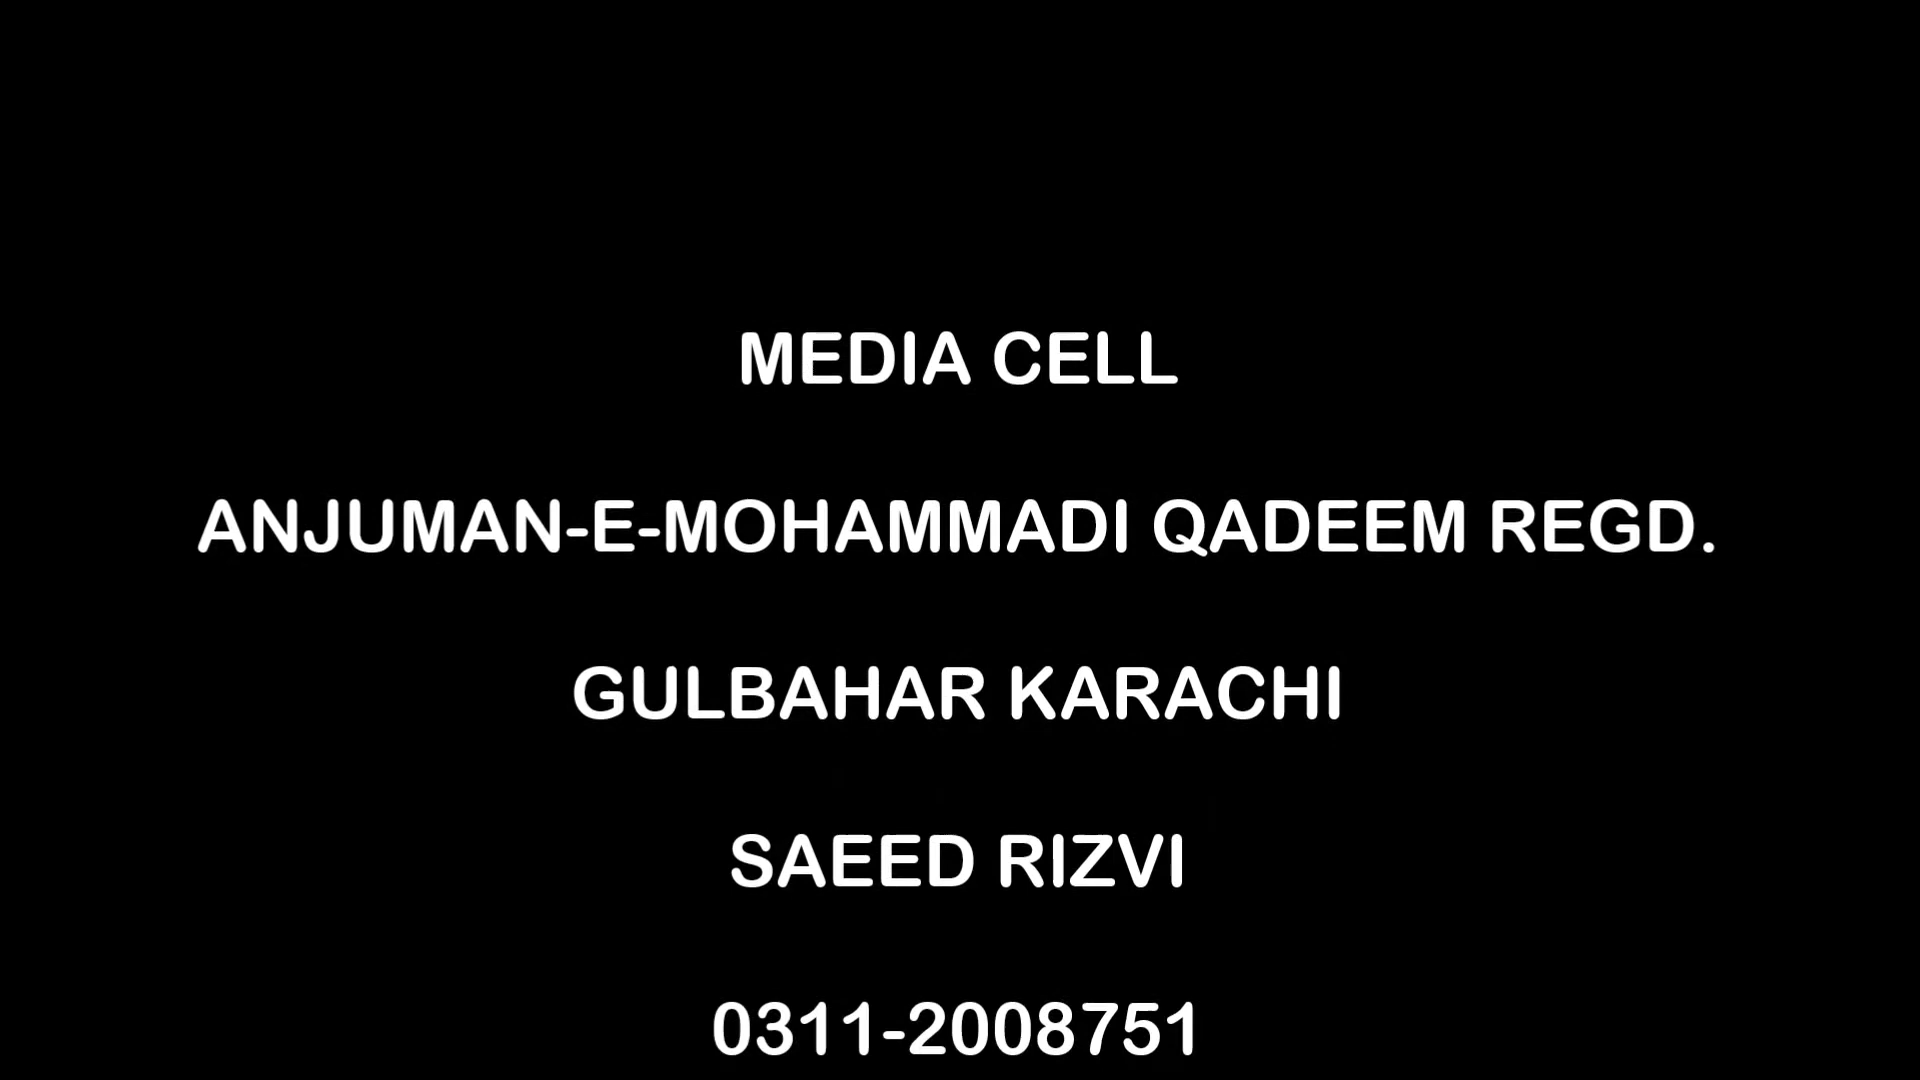 MEDIA CELL
ANJUMAN-E-MOHAMMADI QADEEM REGD.
GULBAHAR KARACHI
SAEED RIZVI
0311-2008751